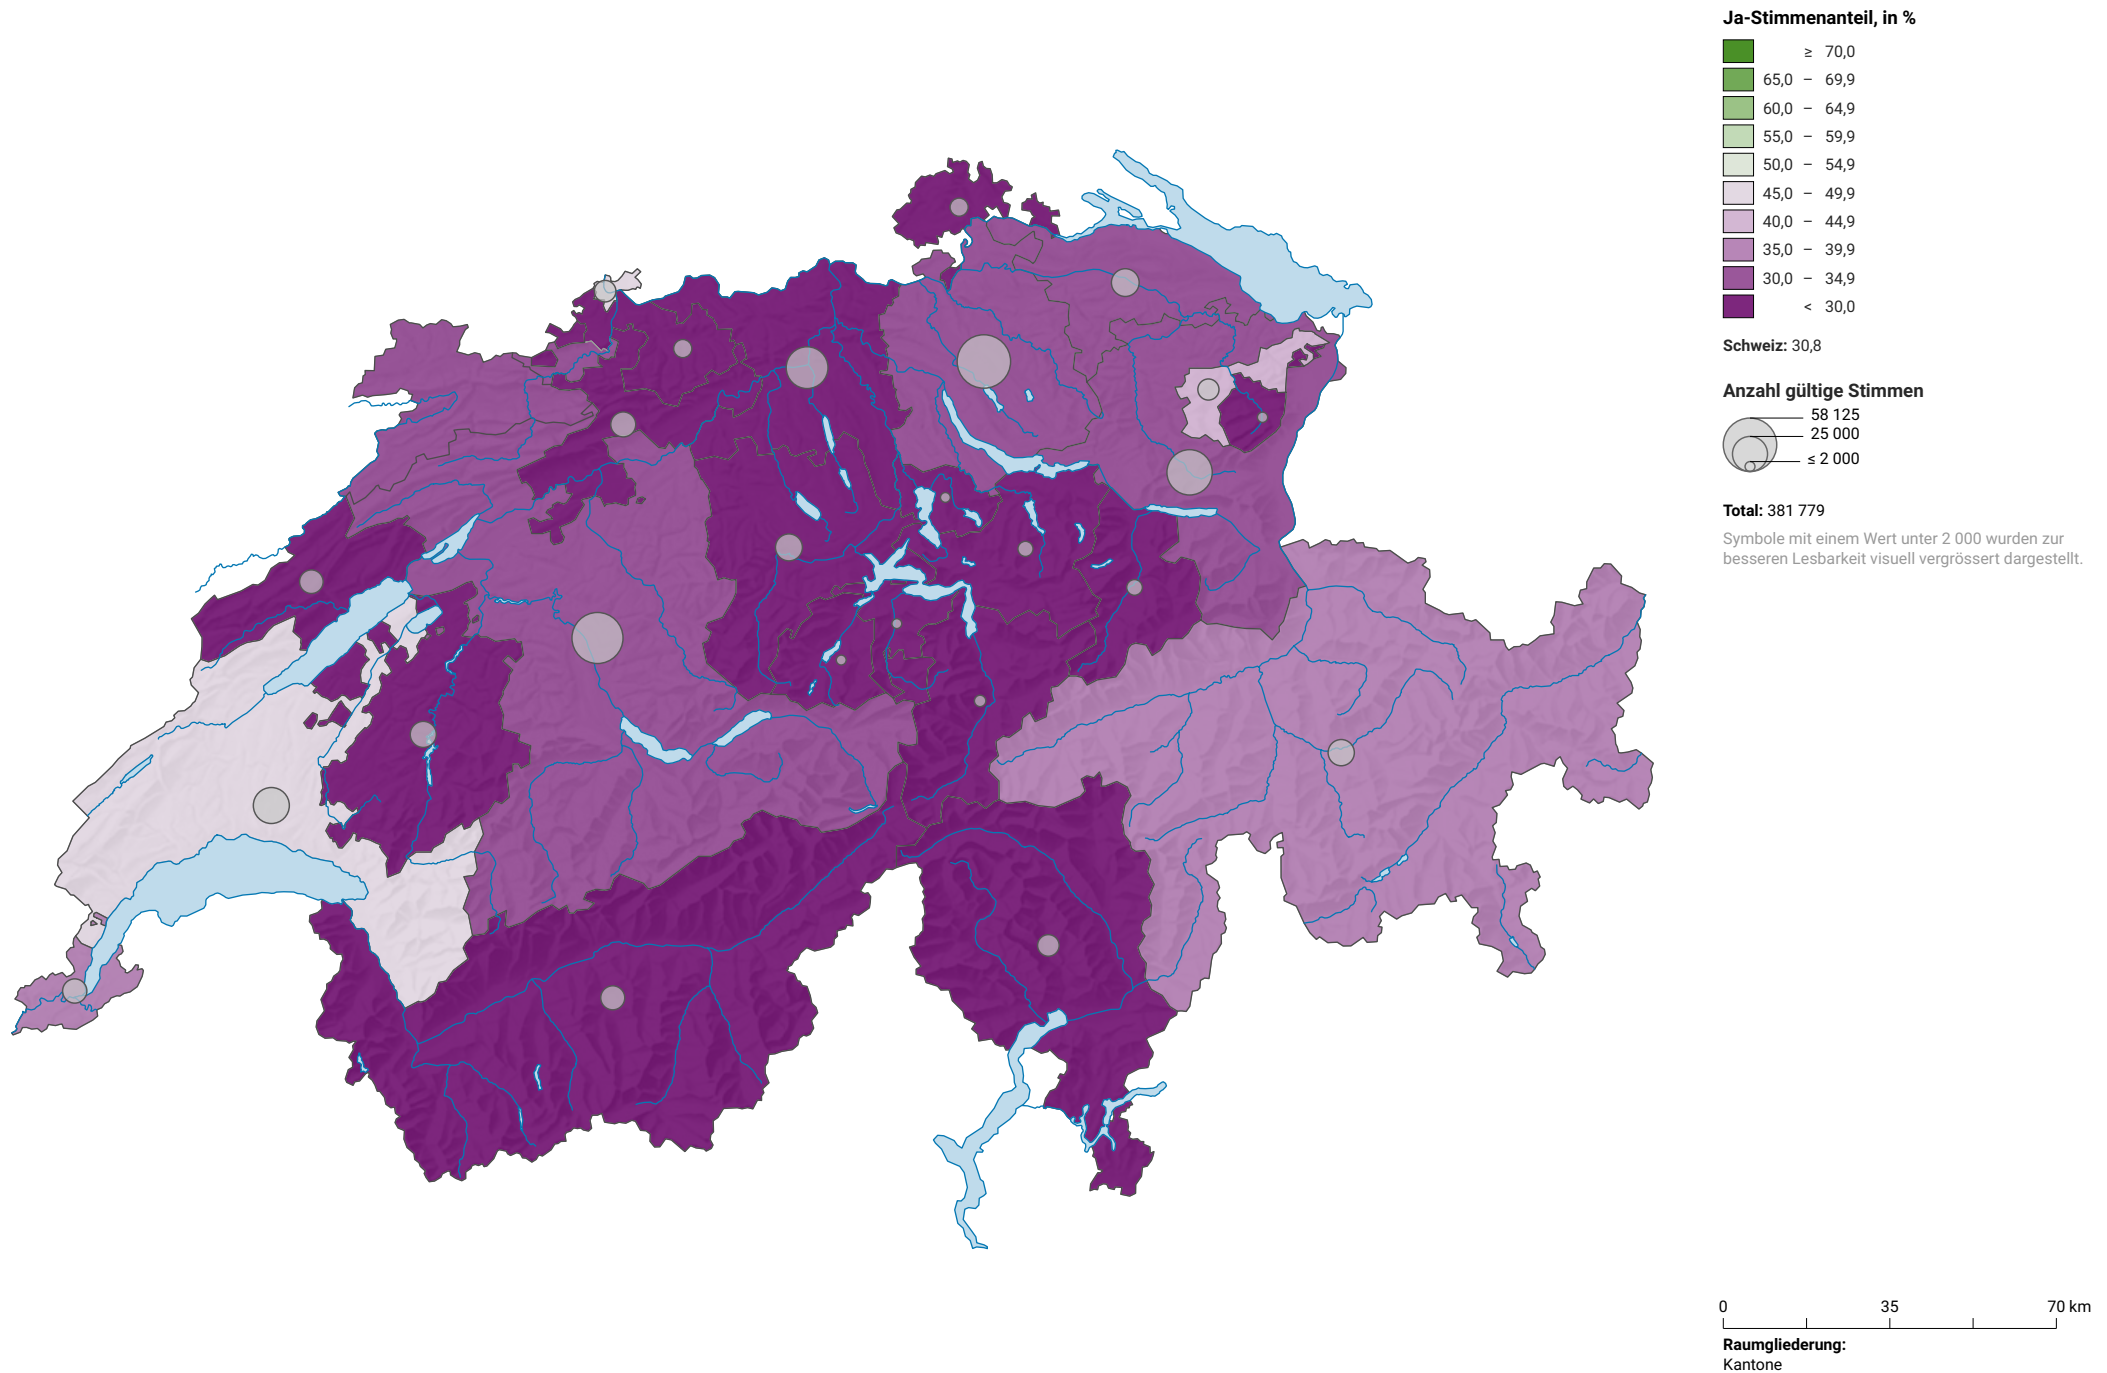 Ja-Stimmenanteil, in %
≥ 70,0
65,0 – 69,9
60,0 – 64,9
55,0 – 59,9
50,0 – 54,9
45,0 – 49,9
40,0 – 44,9
35,0 – 39,9
30,0 – 34,9
< 30,0
Schweiz: 30,8
Anzahl gültige Stimmen
58 125
25 000
≤ 2 000
Total: 381 779
Symbole mit einem Wert unter 2 000 wurden zur
besseren Lesbarkeit visuell vergrössert dargestellt.
0 35 70 km
Raumgliederung:
Kantone